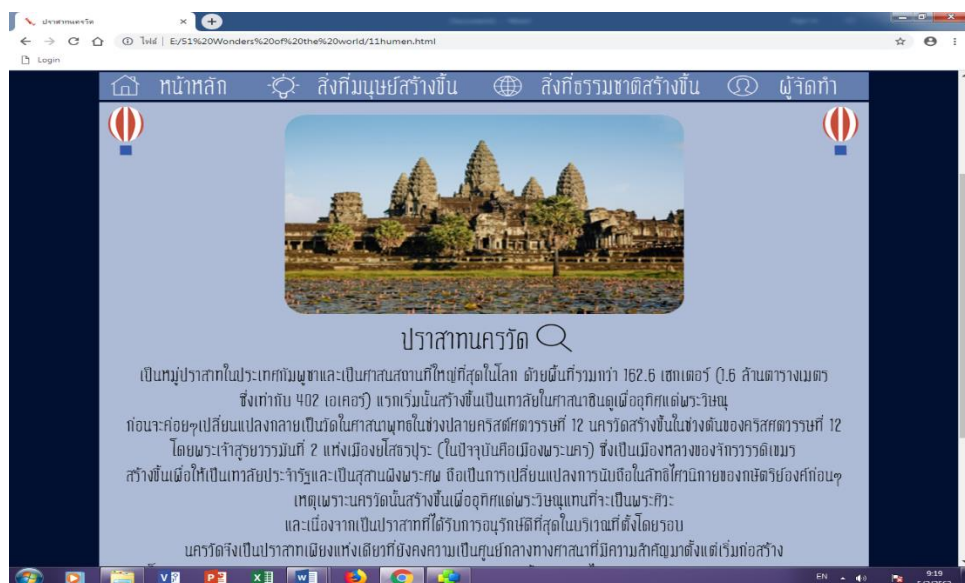 ปราสาทนครวัด
ไฟล์ | E:/51%20Wonders%20of%20the%20world/11humen.html
Login
หน้าหลัก สิ่งที่มนุษย์สร้างขึ้น สิ่งที่ธรรมชาติสร้างขึ้น ผู้จัดทำ
ปราสาทนครวัด
เป็นหมู่ปราสาทในประเทศกัมพูชาและเป็นศาสนสถานที่ใหญ่ที่สุดในโลก ด้วยพื้นที่รวมกว่า 162.6 เฮกเตอร์ (1.6 ล้านตารางเมตร
ซึ่งเท่ากับ 402 เอเคอร์) แรกเริ่มนั้นสร้างขึ้นเป็นเทวาลัยในศาสนาฮินดูเพื่ออุทิศแด่พระวิษณุ
ก่อนจะค่อยๆเปลี่ยนแปลงกลายเป็นวัดในศาสนาพุทธในช่วงปลายคริสต์ศตวรรษที่ 12 นครวัดสร้างขึ้นในช่วงต้นของคริสศตวรรษที่ 12
โดยพระเจ้าสุรยวรรมันที่ 2 แห่งเมืองยโสธรปุระ (ในปัจจุบันคือเมืองพระนคร) ซึ่งเป็นเมืองหลวงของจักรวรรดิเขมร
สร้างขึ้นเพื่อให้เป็นเทวาลัยประจำรัฐและเป็นสุสานฝังพระศพ ถือเป็นการเปลี่ยนแปลงการนับถือในลัทธิไศวนิกายของกษัตริย์องค์ก่อนๆ
เหตุเพราะนครวัดนั้นสร้างขึ้นเพื่ออุทิศแด่พระวิษณุแทนที่จะเป็นพระศิวะ
และเนื่องจากเป็นปราสาทที่ได้รับการอนุรักษ์ดีที่สุดในบริเวณที่ตั้งโดยรอบ
นครวัดจึงเป็นปราสาทเพียงแห่งเดียวที่ยังคงความเป็นศูนย์กลางทางศาสนาที่มีความสำคัญมาตั้งแต่เริ่มก่อสร้าง
EN 9:19